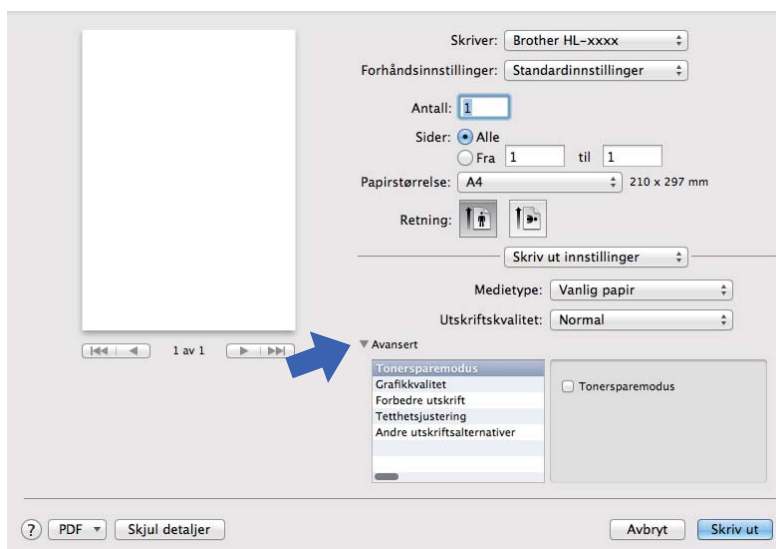 Skriver: Brother HL-xxxx
Forhåndsinnstillinger: Standardinnstillinger
Antall: 1
Sider: Alle
Fra 1 til 1
Papirstørrelse: A4 210 x 297 mm
Retning:
Skriv ut innstillinger
Medietype: Vanlig papir
Utskriftskvalitet: Normal
1 av 1
Avansert
Tonersparemodus
Grafikkvalitet
Forbedre utskrift
Tetthetsjustering
Andre utskriftsalternativer
Tonersparemodus
? PDF Skjul detaljer Avbryt Skriv ut